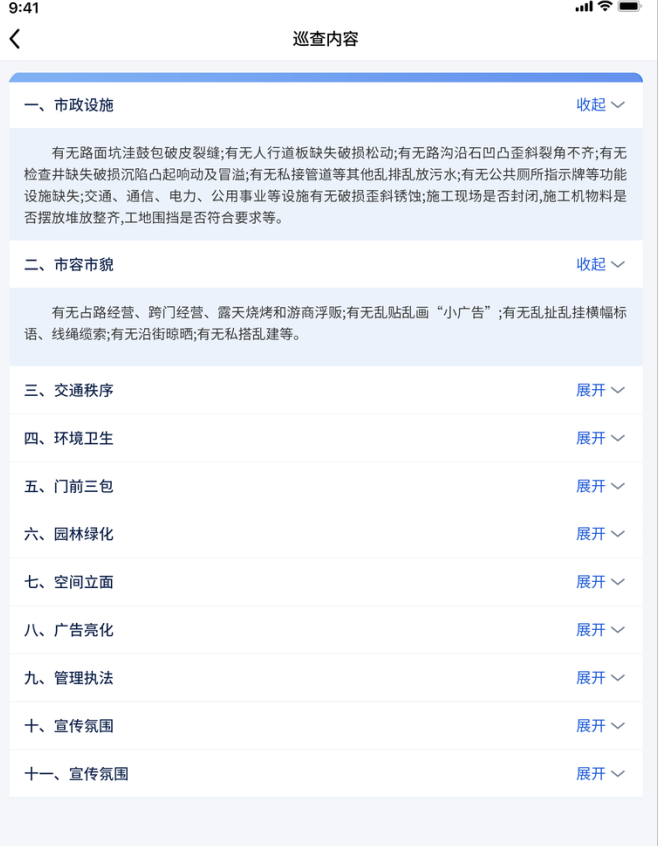 9:41
巡查内容
一、市政设施 收起
有无路面坑洼鼓包破皮裂缝;有无人行道板缺失破损松动;有无路沟沿石凹凸歪斜裂角不齐;有无
检查井缺失破损沉陷凸起响动及冒溢;有无私接管道等其他乱排乱放污水;有无公共厕所指示牌等功能
设施缺失;交通、通信、电力、公用事业等设施有无破损歪斜锈蚀;施工现场是否封闭,施工机物料是
否摆放堆放整齐,工地围挡是否符合要求等。
二、市容市貌 收起
有无占路经营、跨门经营、露天烧烤和游商浮贩;有无乱贴乱画“小广告”;有无乱扯乱挂横幅标
语、线绳缆索;有无沿街晾晒;有无私搭乱建等。
三、交通秩序 展开
四、环境卫生 展开
五、门前三包 展开
六、园林绿化 展开
七、空间立面 展开
八、广告亮化 展开
九、管理执法 展开
十、宣传氛围 展开
十一、宣传氛围 展开